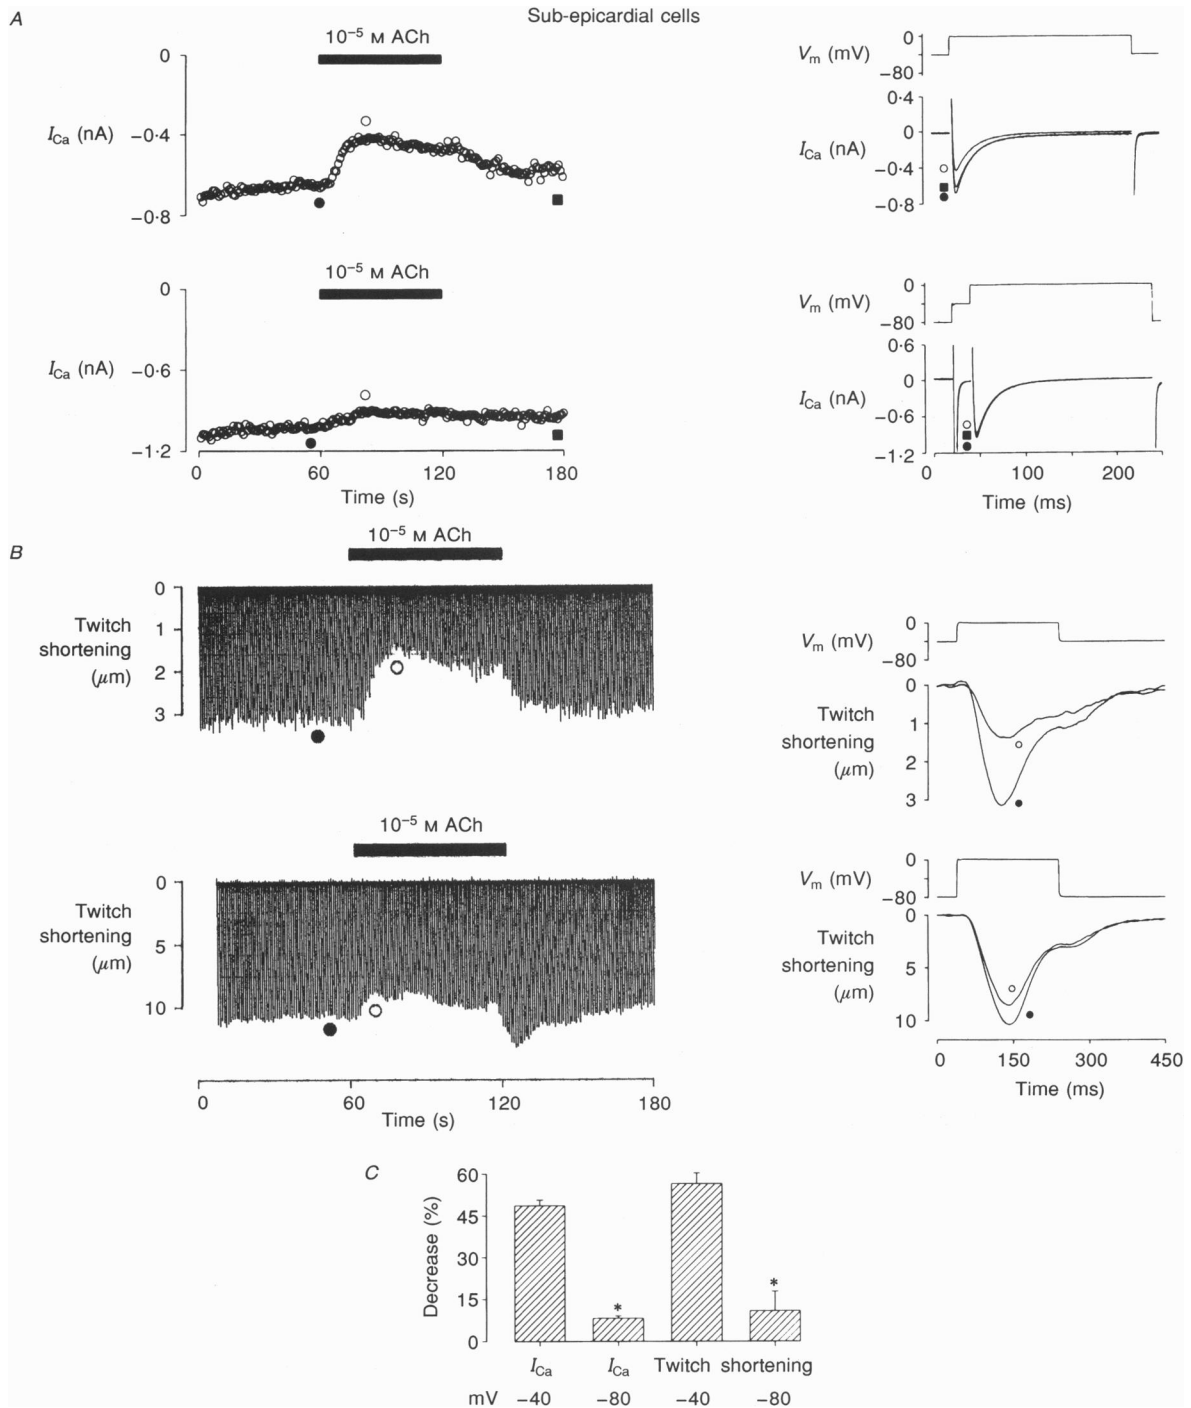 Sub-epicardial cells
A
10⁻⁵ M ACh
0
−0·4
−0·8
I_Ca (nA)
V_m (mV)
0
−80
I_Ca (nA)
0·4
0
−0·4
−0·8
10⁻⁵ M ACh
0
−0·6
−1·2
I_Ca (nA)
0 60 120 180
Time (s)
V_m (mV)
0
−80
I_Ca (nA)
0·6
0
−0·6
−1·2
0 100 200
Time (ms)
B
10⁻⁵ M ACh
0
1
2
3
Twitch
shortening
(μm)
V_m (mV)
0
−80
Twitch
shortening
(μm)
0
1
2
3
10⁻⁵ M ACh
0
5
10
Twitch
shortening
(μm)
0 60 120 180
Time (s)
V_m (mV)
0
−80
Twitch
shortening
(μm)
0
5
10
0 150 300 450
Time (ms)
C
Decrease (%)
60
45
30
15
0
* *
I_Ca I_Ca Twitch shortening
mV −40 −80 −40 −80